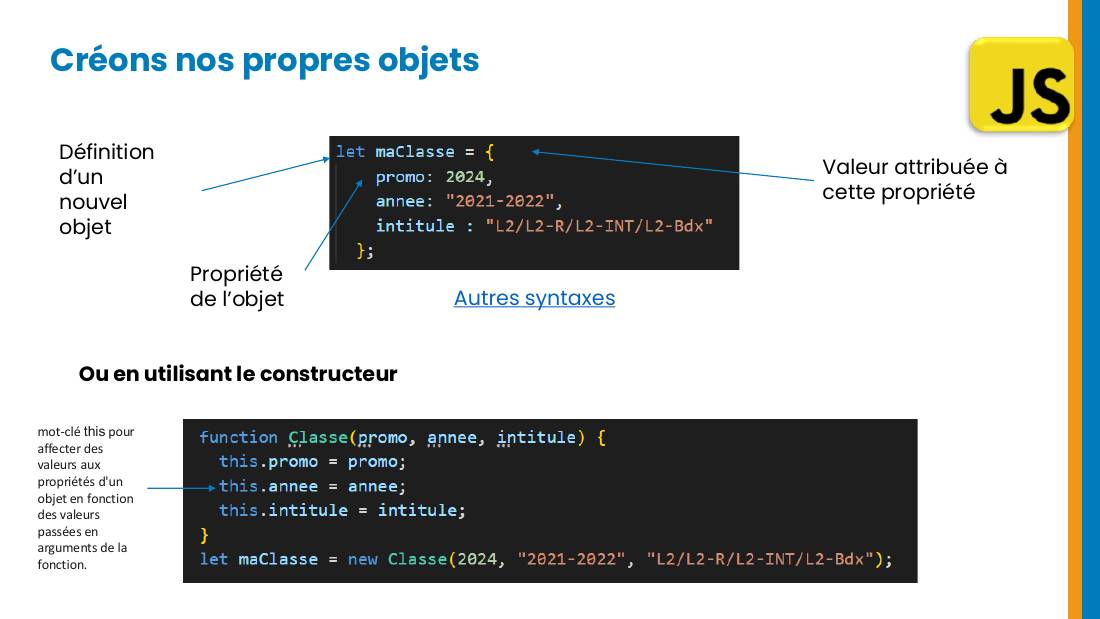 Créons nos propres objets
JS
Définition
d’un
nouvel
objet
let maClasse = {
promo: 2024,
annee: "2021-2022",
intitule : "L2/L2-R/L2-INT/L2-Bdx"
};
Valeur attribuée à
cette propriété
Propriété
de l’objet
Autres syntaxes
Ou en utilisant le constructeur
mot-clé this pour
affecter des
valeurs aux
propriétés d'un
objet en fonction
des valeurs
passées en
arguments de la
fonction.
function Classe(promo, annee, intitule) {
this.promo = promo;
this.annee = annee;
this.intitule = intitule;
}
let maClasse = new Classe(2024, "2021-2022", "L2/L2-R/L2-INT/L2-Bdx");